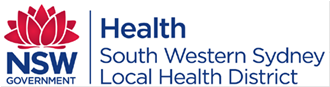 NSW
GOVERNMENT
Health
South Western Sydney
Local Health District